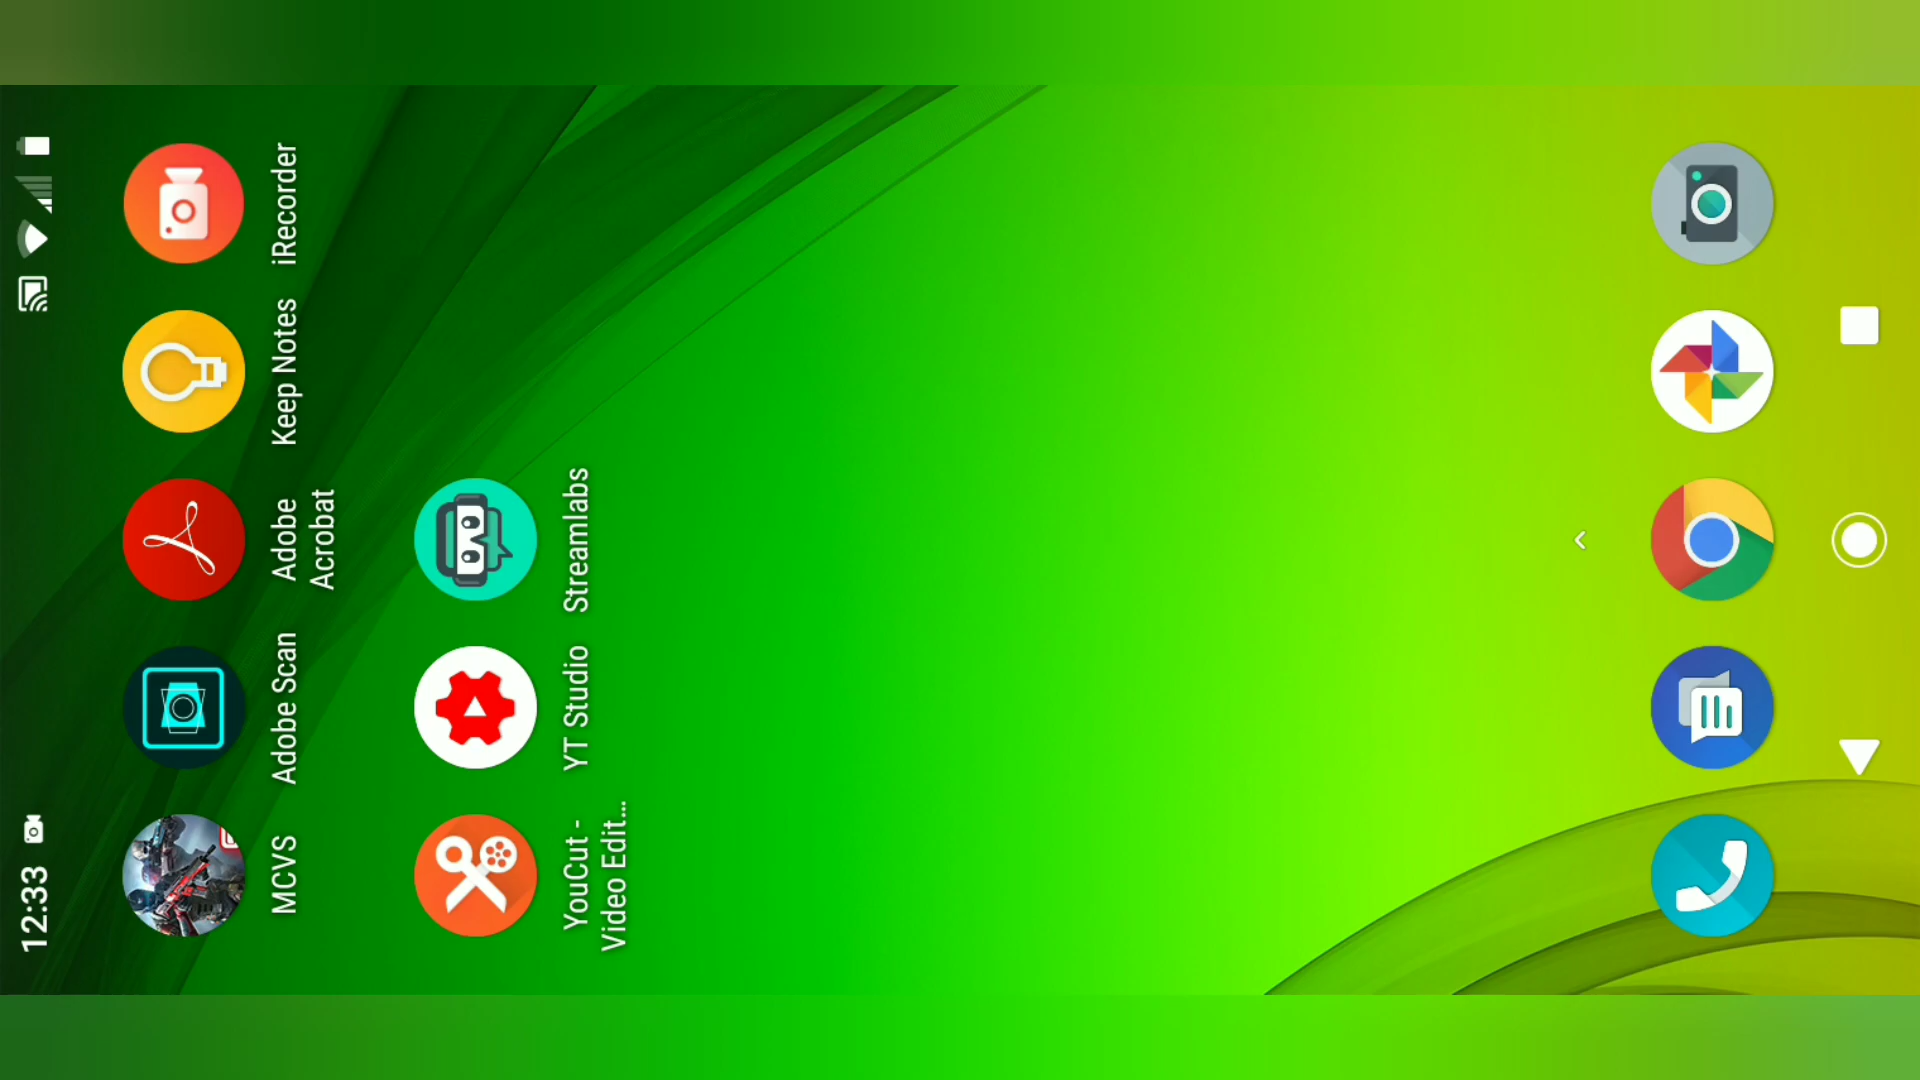 12:33
MCVS
Adobe Scan
Adobe
Acrobat
Keep Notes
iRecorder
YouCut -
Video Edit...
YT Studio
Streamlabs